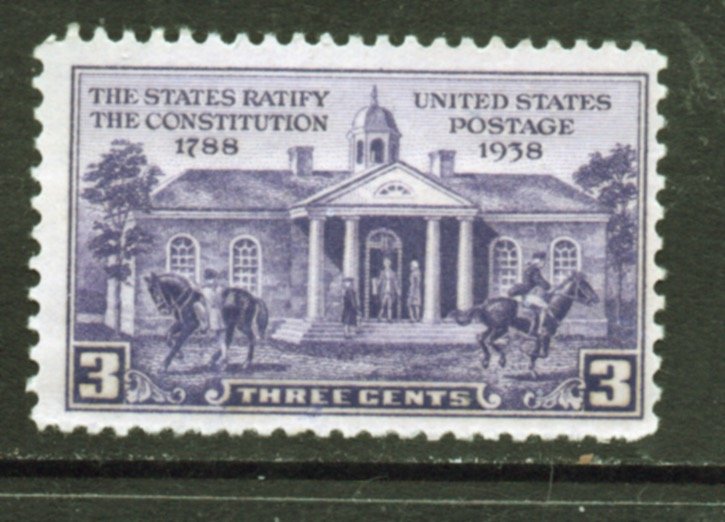 THE STATES RATIFY
THE CONSTITUTION
1788
UNITED STATES
POSTAGE
1938
3
THREE CENTS
3